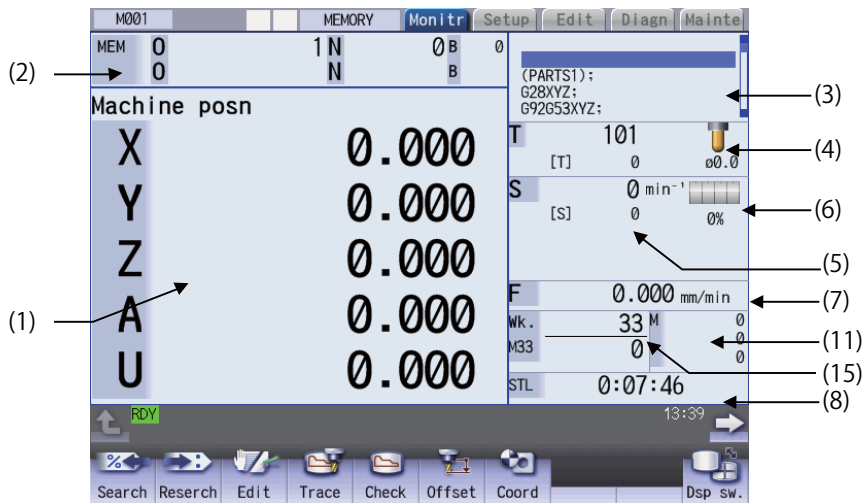 M001 MEMORY Monitr Setup Edit Diagn Mainte
MEM O 1 N 0 B 0
O N B
(2)
(PARTS1);
G28XYZ;
G92G53XYZ;
(3)
Machine posn
X 0.000
Y 0.000
Z 0.000
A 0.000
U 0.000
(1)
T 101
[T] 0 ø0.0
(4)
S 0 min⁻¹
[S] 0 0%
(6)
(5)
F 0.000 mm/min
(7)
Wk. 33 M 0
0
M33 0 0
(11)
(15)
STL 0:07:46
(8)
RDY 13:39
Search Reserch Edit Trace Check Offset Coord Dsp sw.